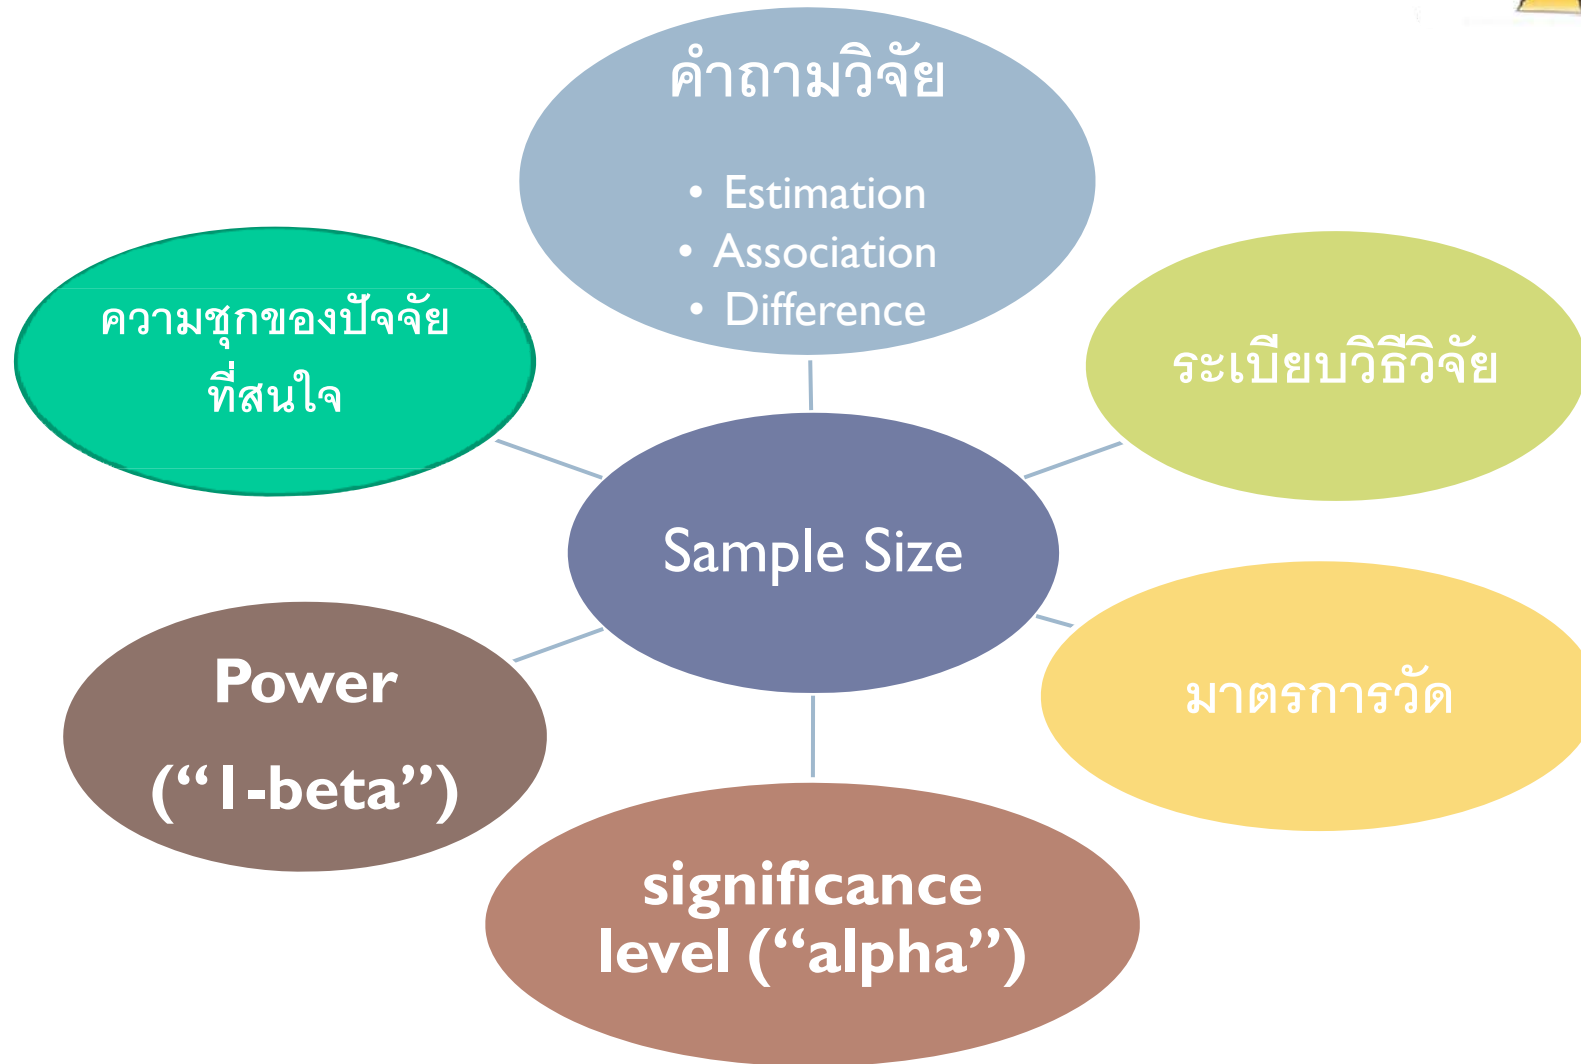 คำถามวิจัย
• Estimation
• Association
• Difference
ความชุกของปัจจัย
ที่สนใจ
ระเบียบวิธีวิจัย
Sample Size
Power
(“1-beta”)
มาตรการวัด
significance
level (“alpha”)